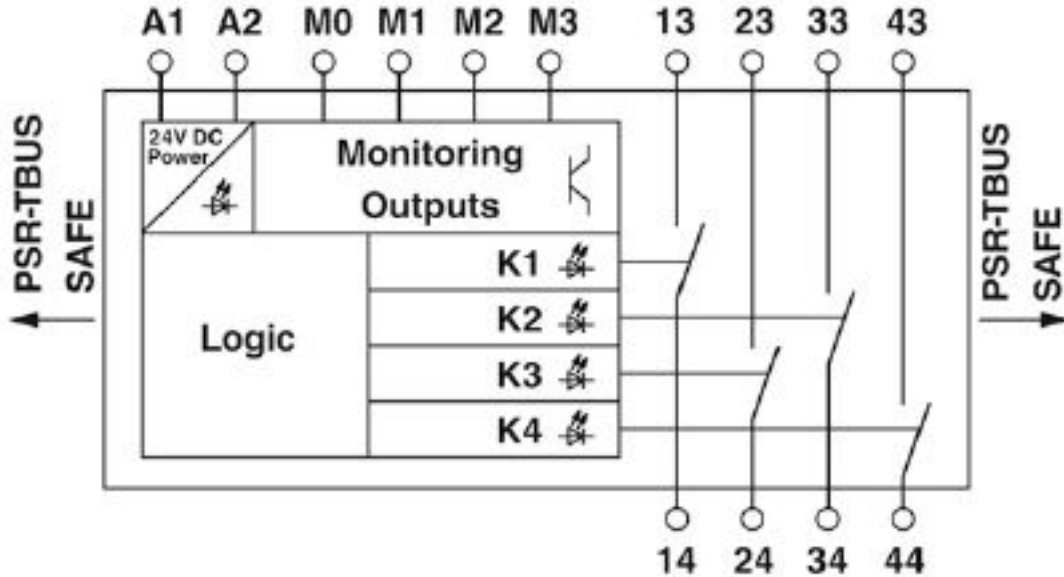 A1 A2 M0 M1 M2 M3 13 23 33 43
PSR-TBUS
SAFE
24V DC
Power
Monitoring
Outputs
Logic
K1
K2
K3
K4
PSR-TBUS
SAFE
14 24 34 44